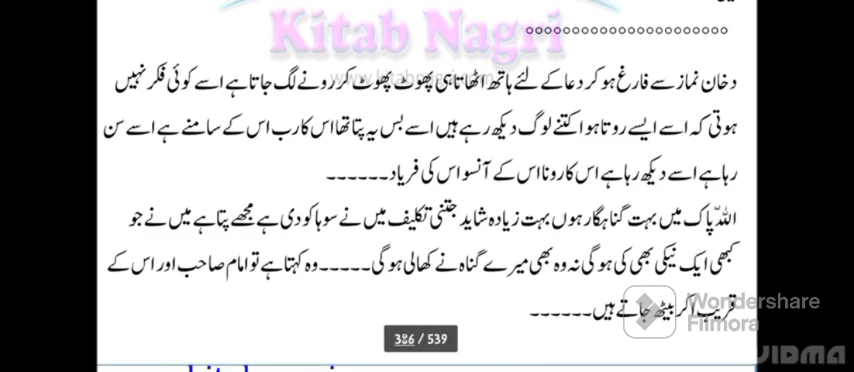 oooooooooooooooooooooo
Kitab Nagri
دخان نماز سے فارغ ہو کر دعا کے لئے ہاتھ اٹھاتا ہی پھوٹ پھوٹ کر رونے لگ جاتا ہے اسے کوئی فکر نہیں
ہوتی کہ اسے ایسے روتا ہوا کتنے لوگ دیکھ رہے ہیں اسے بس یہ پتا تھا اس کا رب اس کے سامنے ہے اسے سن
رہا ہے اسے دیکھ رہا ہے اس کا رونا اس کے آنسو اس کی فریاد۔۔۔۔۔۔
اللہ پاک میں بہت گناہگار ہوں بہت زیادہ شاید جتنی تکلیف میں نے سوہا کو دی ہے مجھے پتا ہے میں نے جو
کبھی ایک نیکی بھی کی ہوگی نہ وہ بھی میرے گناہ نے کھالی ہوگی۔۔۔۔۔وہ کہتا ہے تو امام صاحب اور اس کے
قریب آکر بیٹھ جاتے ہیں۔۔۔۔۔۔
Wondershare
Filmora
386 / 539
VIDMA